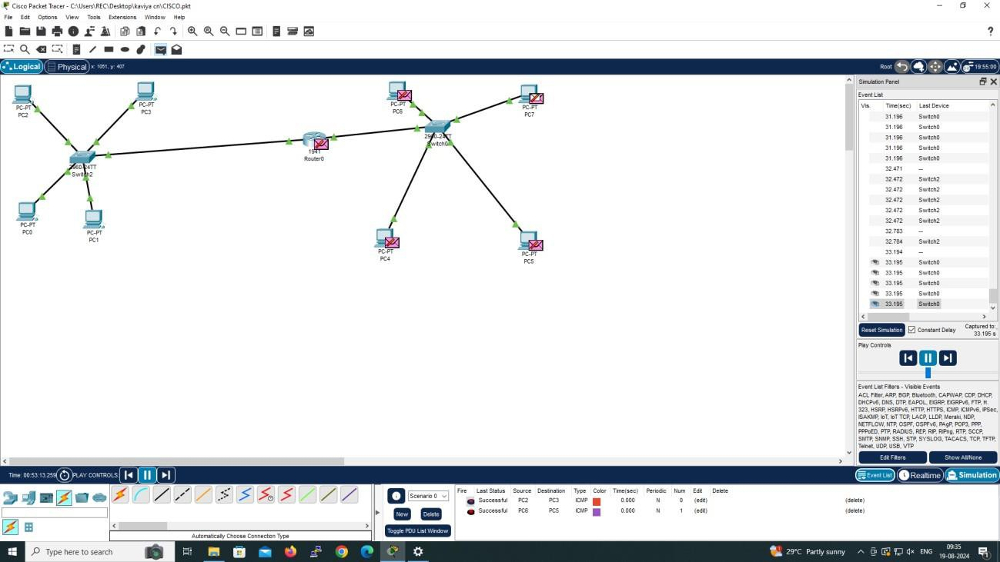 Cisco Packet Tracer - C:\Users\REC\Desktop\kaviya cn\CISCO.pkt
File Edit Options View Tools Extensions Window Help
?
Logical Physical x: 1051, y: 407
Root 19:55:00
PC-PT
PC2
PC-PT
PC3
2960-24TT
Switch2
PC-PT
PC0
PC-PT
PC1
1941
Router0
PC-PT
PC6
PC-PT
PC7
2960-24TT
Switch0
PC-PT
PC4
PC-PT
PC5
Simulation Panel
Event List
Vis. Time(sec) Last Device
31.196 Switch0
31.196 Switch0
31.196 Switch0
31.196 Switch0
31.196 Switch0
32.471 --
32.472 Switch2
32.472 Switch2
32.472 Switch2
32.472 Switch2
32.472 Switch2
32.783 --
32.784 Switch2
33.194 --
33.195 Switch0
33.195 Switch0
33.195 Switch0
33.195 Switch0
33.195 Switch0
Reset Simulation Constant Delay Captured to:
33.195 s
Play Controls
Event List Filters - Visible Events
ACL Filter, ARP, BGP, Bluetooth, CAPWAP, CDP, DHCP,
DHCPv6, DNS, DTP, EAPOL, EIGRP, EIGRPv6, FTP, H.
323, HSRP, HSRPv6, HTTP, HTTPS, ICMP, ICMPv6, IPSec,
ISAKMP, IoT, IoT TCP, LACP, LLDP, Meraki, NDP,
NETFLOW, NTP, OSPF, OSPFv6, PAgP, POP3, PPP,
PPPoED, PTP, RADIUS, REP, RIP, RIPng, RTP, SCCP,
SMTP, SNMP, SSH, STP, SYSLOG, TACACS, TCP, TFTP,
Telnet, UDP, USB, VTP
Edit Filters Show All/None
Time: 00:53:13.259 PLAY CONTROLS:
Event List Realtime Simulation
Automatically Choose Connection Type
Scenario 0
New Delete
Toggle PDU List Window
Fire Last Status Source Destination Type Color Time(sec) Periodic Num Edit Delete
Successful PC2 PC3 ICMP 0.000 N 0 (edit) (delete)
Successful PC6 PC5 ICMP 0.000 N 1 (edit) (delete)
Type here to search
29°C Partly sunny ENG
09:35
19-08-2024
1